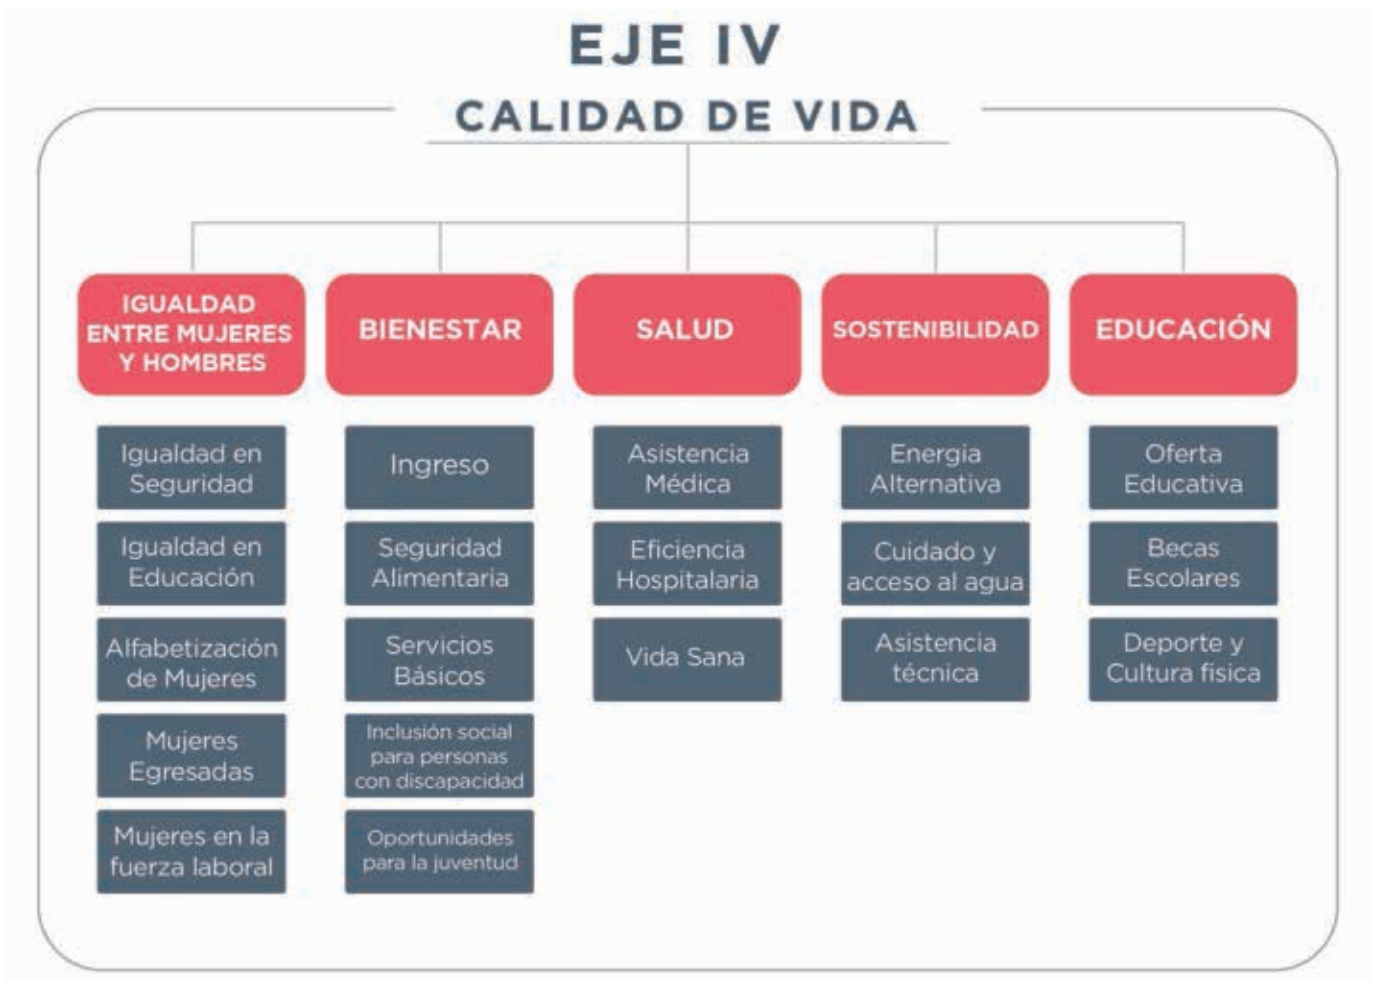 EJE IV
CALIDAD DE VIDA
IGUALDAD
ENTRE MUJERES
Y HOMBRES
Igualdad en
Seguridad
Igualdad en
Educación
Alfabetización
de Mujeres
Mujeres
Egresadas
Mujeres en la
fuerza laboral
BIENESTAR
Ingreso
Seguridad
Alimentaria
Servicios
Básicos
Inclusión social
para personas
con discapacidad
Oportunidades
para la juventud
SALUD
Asistencia
Médica
Eficiencia
Hospitalaria
Vida Sana
SOSTENIBILIDAD
Energia
Alternativa
Cuidado y
acceso al agua
Asistencia
técnica
EDUCACIÓN
Oferta
Educativa
Becas
Escolares
Deporte y
Cultura fisica